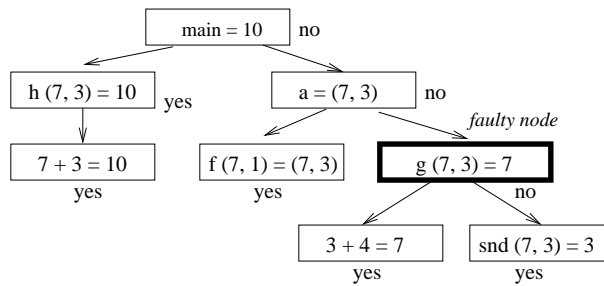 main = 10
no
h (7, 3) = 10
yes
a = (7, 3)
no
faulty node
7 + 3 = 10
yes
f (7, 1) = (7, 3)
yes
g (7, 3) = 7
no
3 + 4 = 7
yes
snd (7, 3) = 3
yes